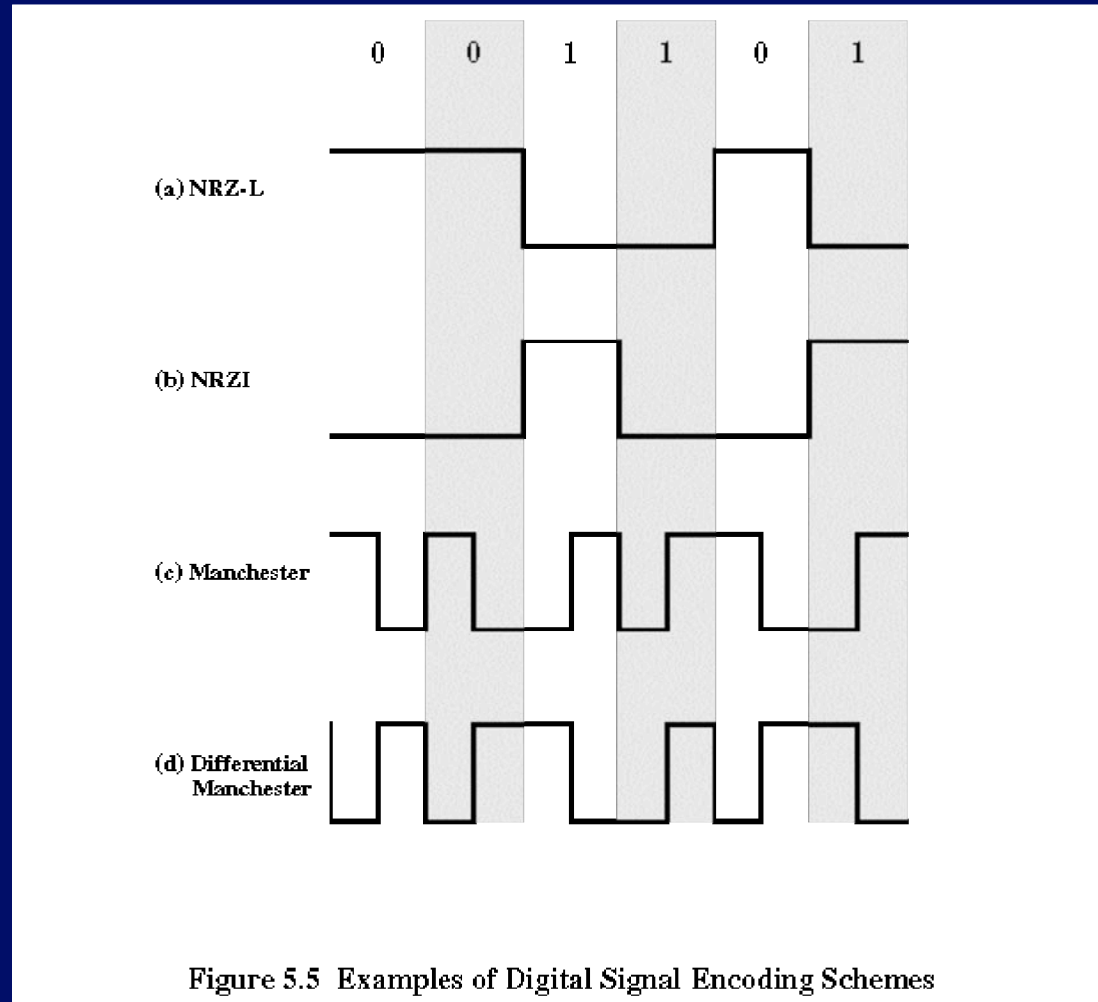 0 0 1 1 0 1
(a) NRZ-L
(b) NRZI
(c) Manchester
(d) Differential
Manchester
Figure 5.5 Examples of Digital Signal Encoding Schemes